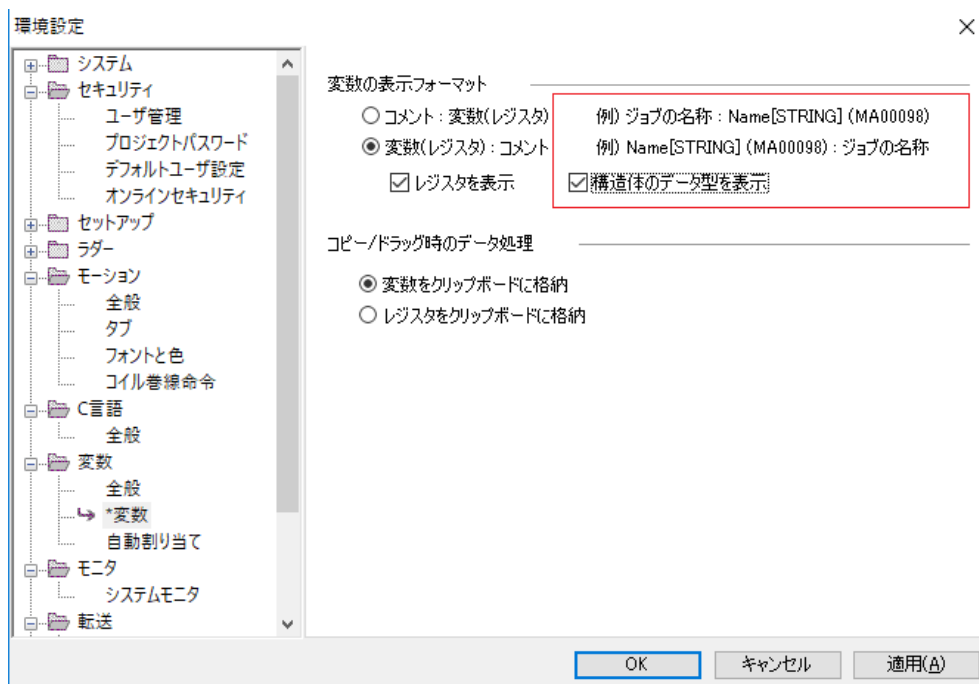 環境設定
システム
セキュリティ
ユーザ管理
プロジェクトパスワード
デフォルトユーザ設定
オンラインセキュリティ
セットアップ
ラダー
モーション
全般
タブ
フォントと色
コイル巻線命令
C言語
全般
変数
全般
*変数
自動割り当て
モニタ
システムモニタ
転送
変数の表示フォーマット
コメント : 変数(レジスタ) 例) ジョブの名称 : Name[STRING] (MA00098)
変数(レジスタ) : コメント 例) Name[STRING] (MA00098) : ジョブの名称
レジスタを表示 構造体のデータ型を表示
コピー/ドラッグ時のデータ処理
変数をクリップボードに格納
レジスタをクリップボードに格納
OK キャンセル 適用(A)